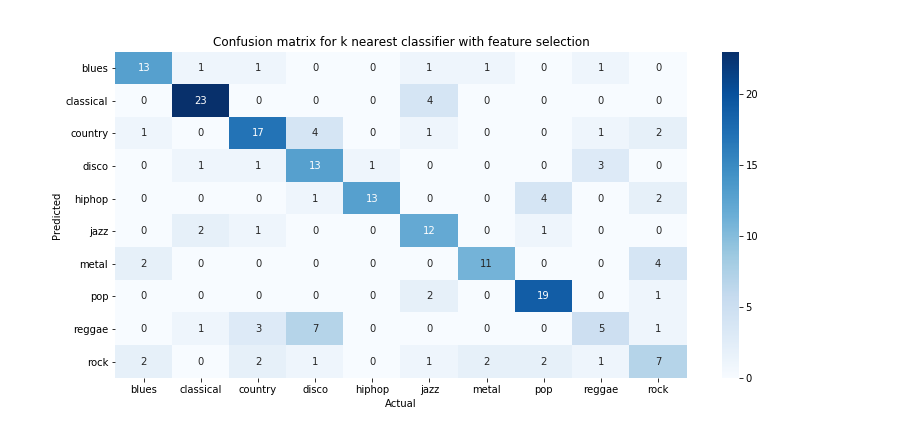 Confusion matrix for k nearest classifier with feature selection
Predicted
blues 13 1 1 0 0 1 1 0 1 0
classical 0 23 0 0 0 4 0 0 0 0
country 1 0 17 4 0 1 0 0 1 2
disco 0 1 1 13 1 0 0 0 3 0
hiphop 0 0 0 1 13 0 0 4 0 2
jazz 0 2 1 0 0 12 0 1 0 0
metal 2 0 0 0 0 0 11 0 0 4
pop 0 0 0 0 0 2 0 19 0 1
reggae 0 1 3 7 0 0 0 0 5 1
rock 2 0 2 1 0 1 2 2 1 7
blues classical country disco hiphop jazz metal pop reggae rock
Actual
20
15
10
5
0